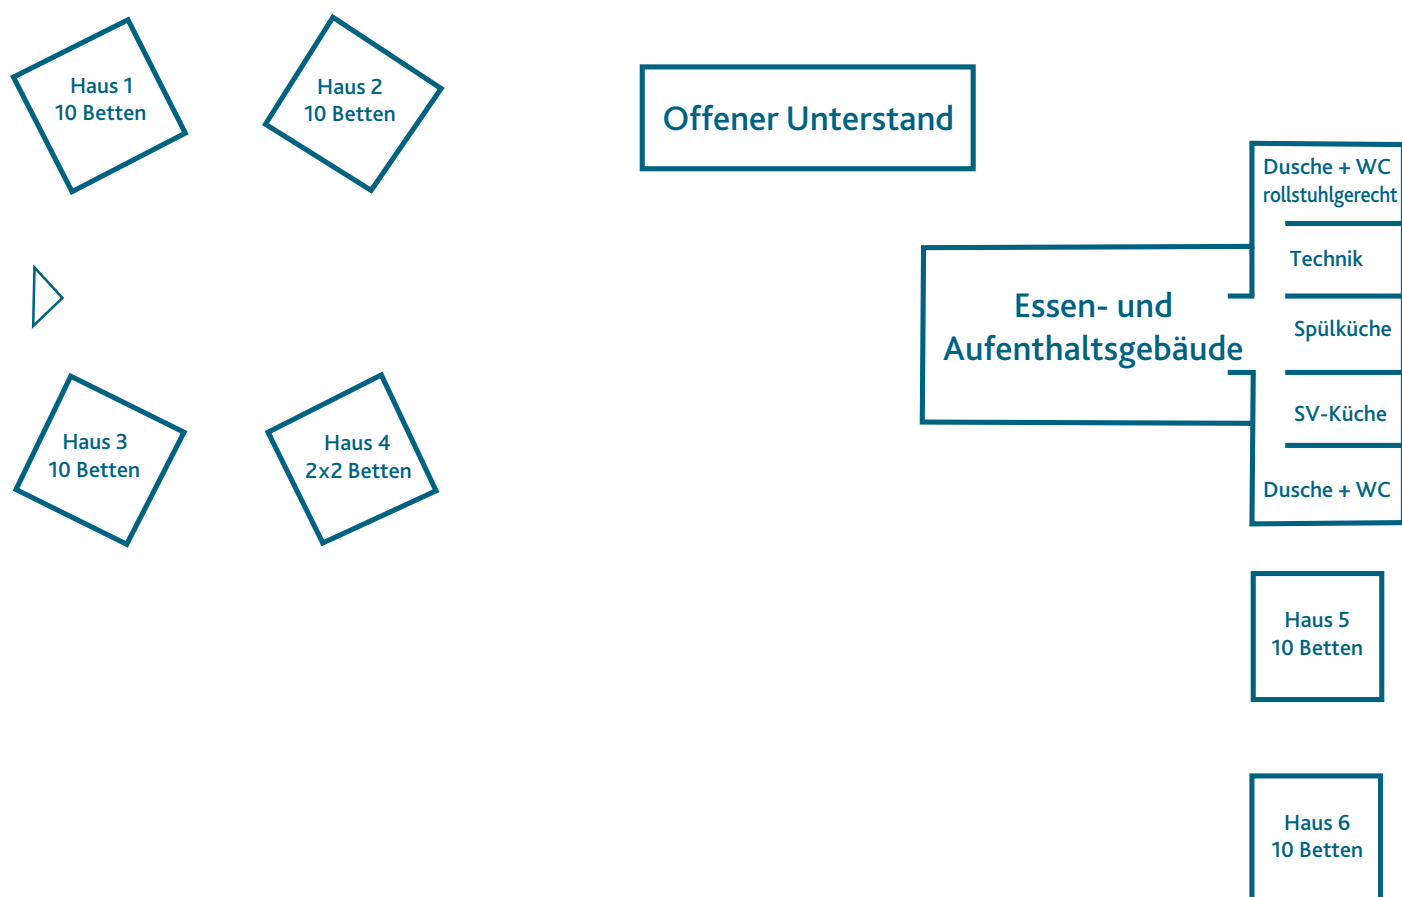 Haus 1
10 Betten
Haus 2
10 Betten
Offener Unterstand
Dusche + WC
rollstuhlgerecht
Technik
Essen- und
Aufenthaltsgebäude
Spülküche
SV-Küche
Dusche + WC
Haus 3
10 Betten
Haus 4
2x2 Betten
Haus 5
10 Betten
Haus 6
10 Betten